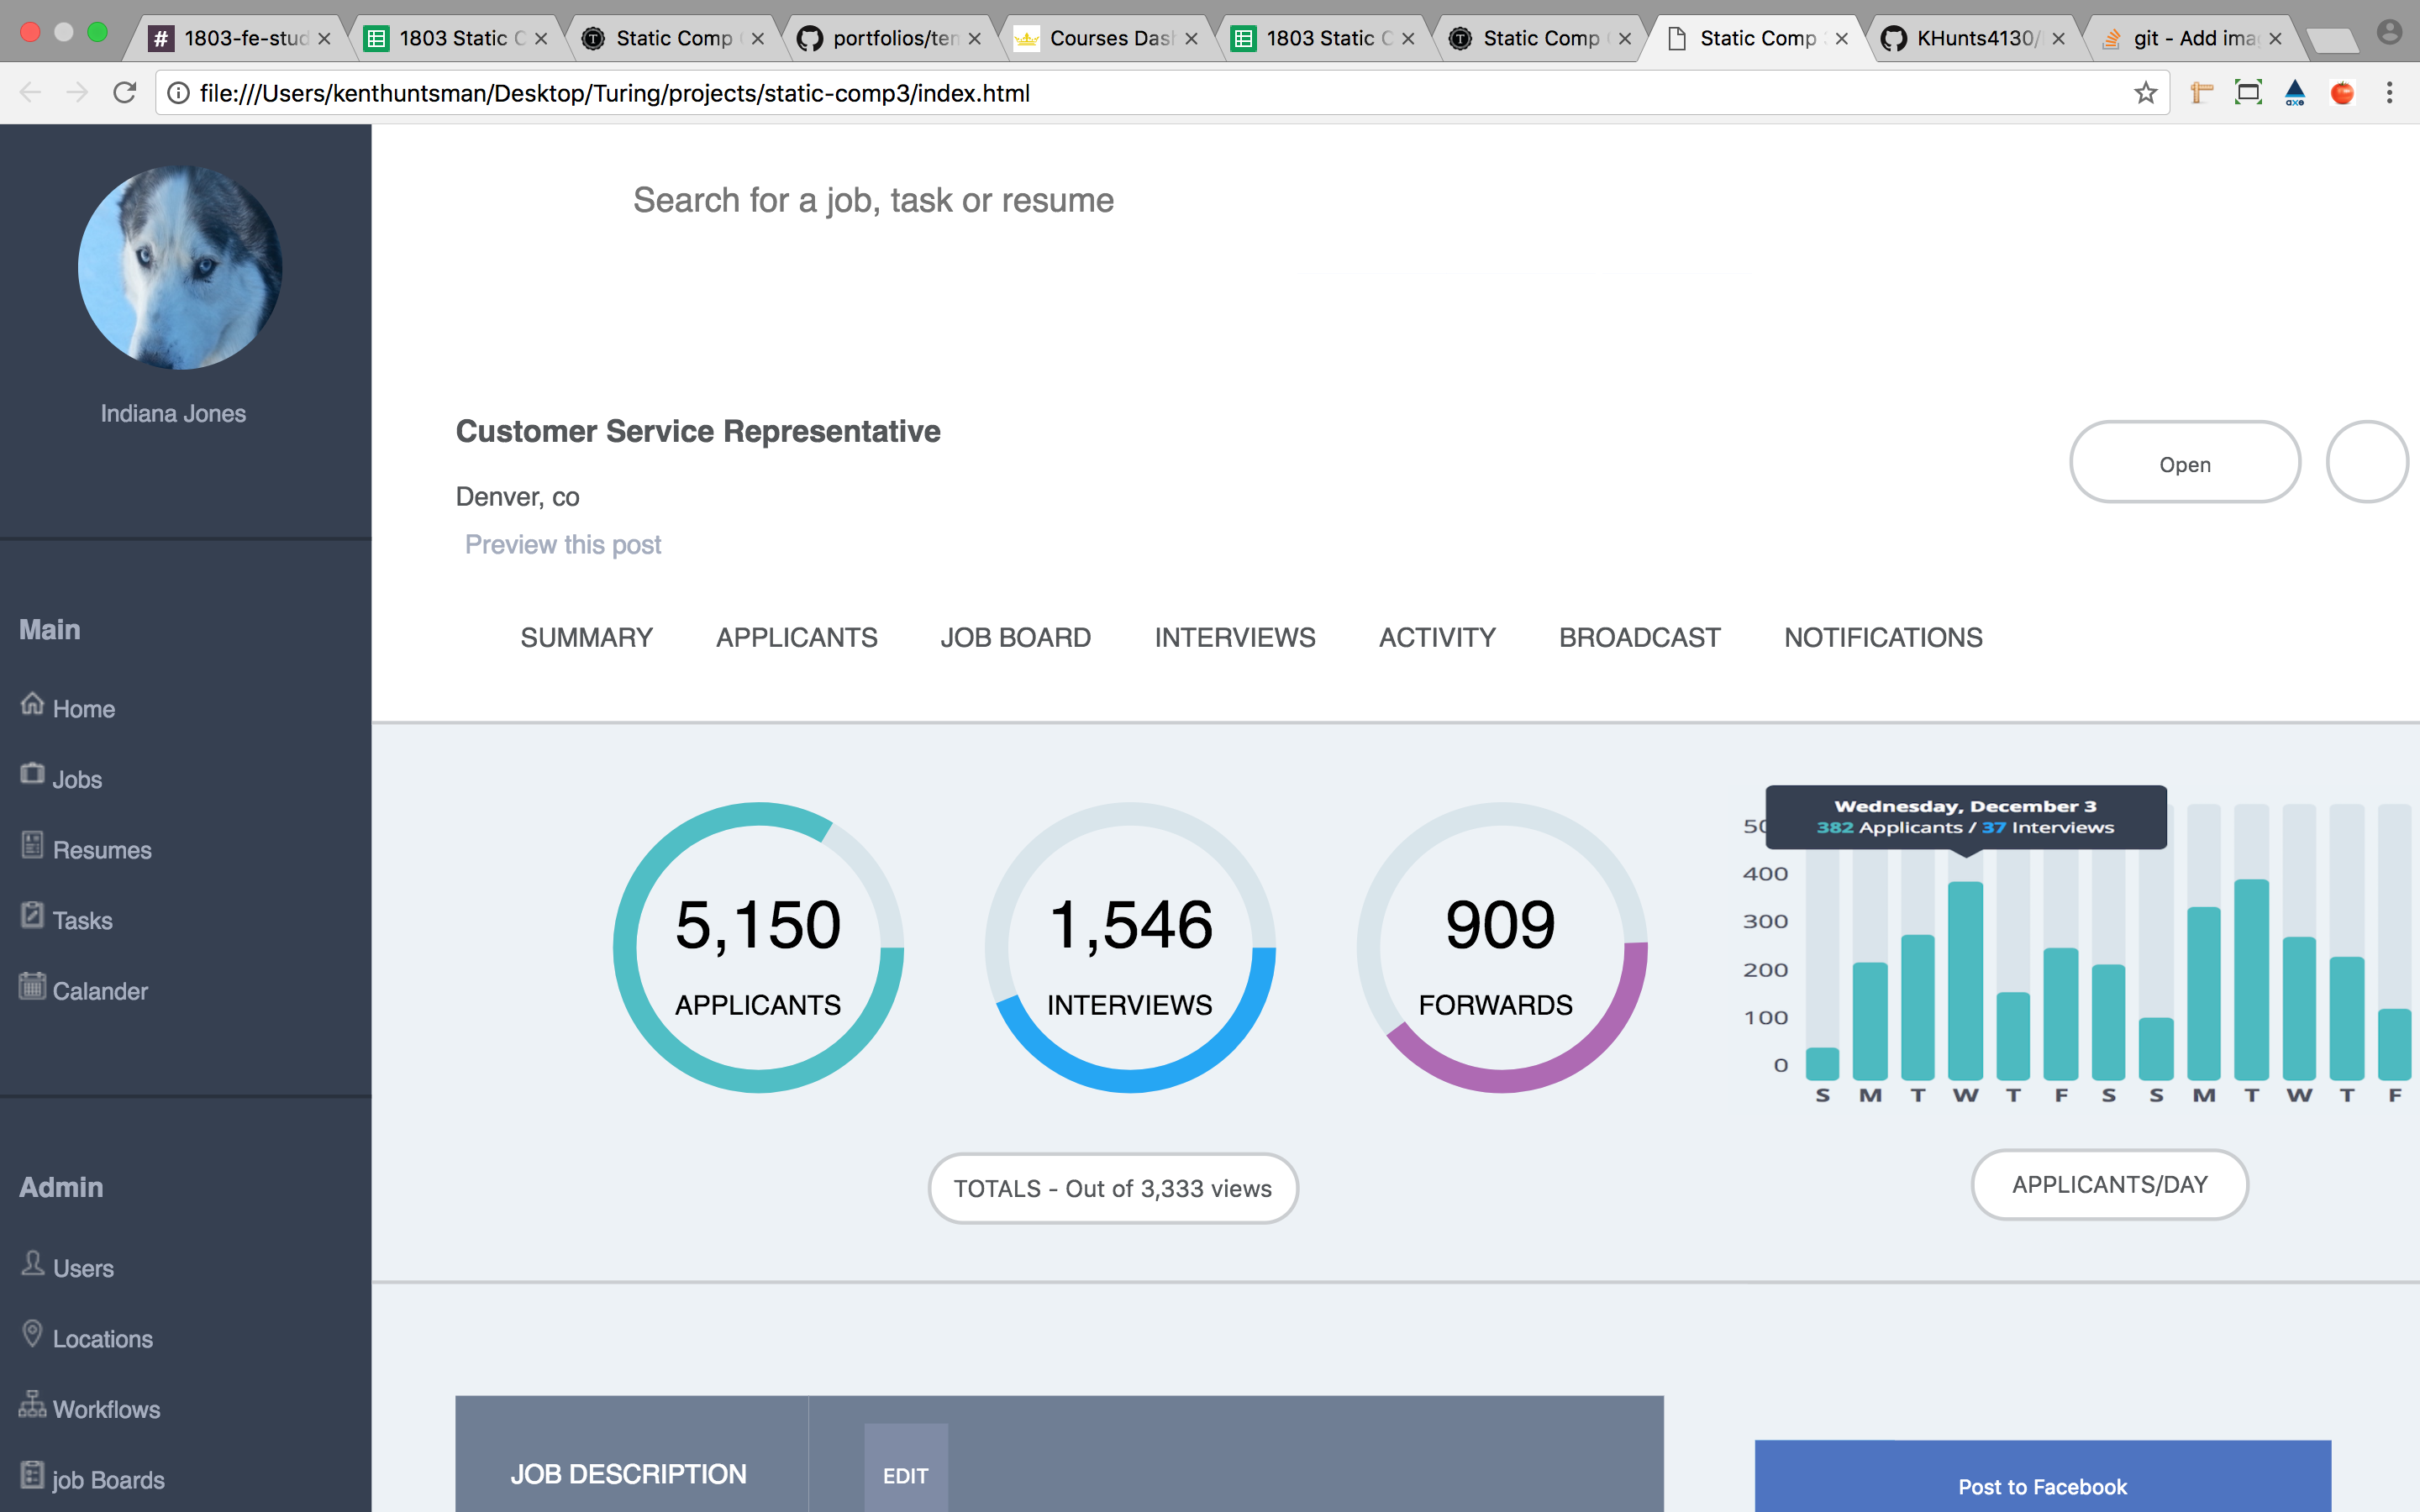 1803-fe-stud
1803 Static C
Static Comp
portfolios/ten
Courses Dash
1803 Static C
Static Comp
Static Comp
KHunts4130/
git - Add ima
file:///Users/kenthuntsman/Desktop/Turing/projects/static-comp3/index.html
Search for a job, task or resume
Indiana Jones
Main
Home
Jobs
Resumes
Tasks
Calander
Admin
Users
Locations
Workflows
job Boards
Customer Service Representative
Denver, co
Preview this post
Open
SUMMARY APPLICANTS JOB BOARD INTERVIEWS ACTIVITY BROADCAST NOTIFICATIONS
5,150
APPLICANTS
1,546
INTERVIEWS
909
FORWARDS
TOTALS - Out of 3,333 views
Wednesday, December 3
382 Applicants / 37 Interviews
400
300
200
100
0
S M T W T F S S M T W T F
APPLICANTS/DAY
JOB DESCRIPTION
EDIT
Post to Facebook